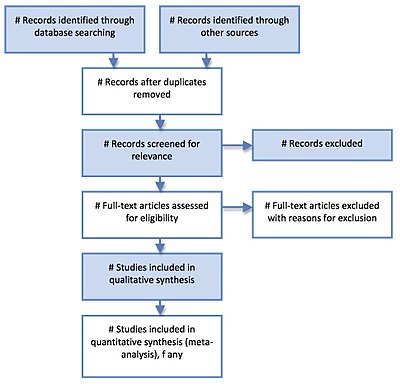 # Records identified through
database searching
# Records identified through
other sources
# Records after duplicates
removed
# Records screened for
relevance
# Records excluded
# Full-text articles assessed
for eligibility
# Full-text articles excluded
with reasons for exclusion
# Studies included in
qualitative synthesis
# Studies included in
quantitative synthesis (meta-
analysis), f any